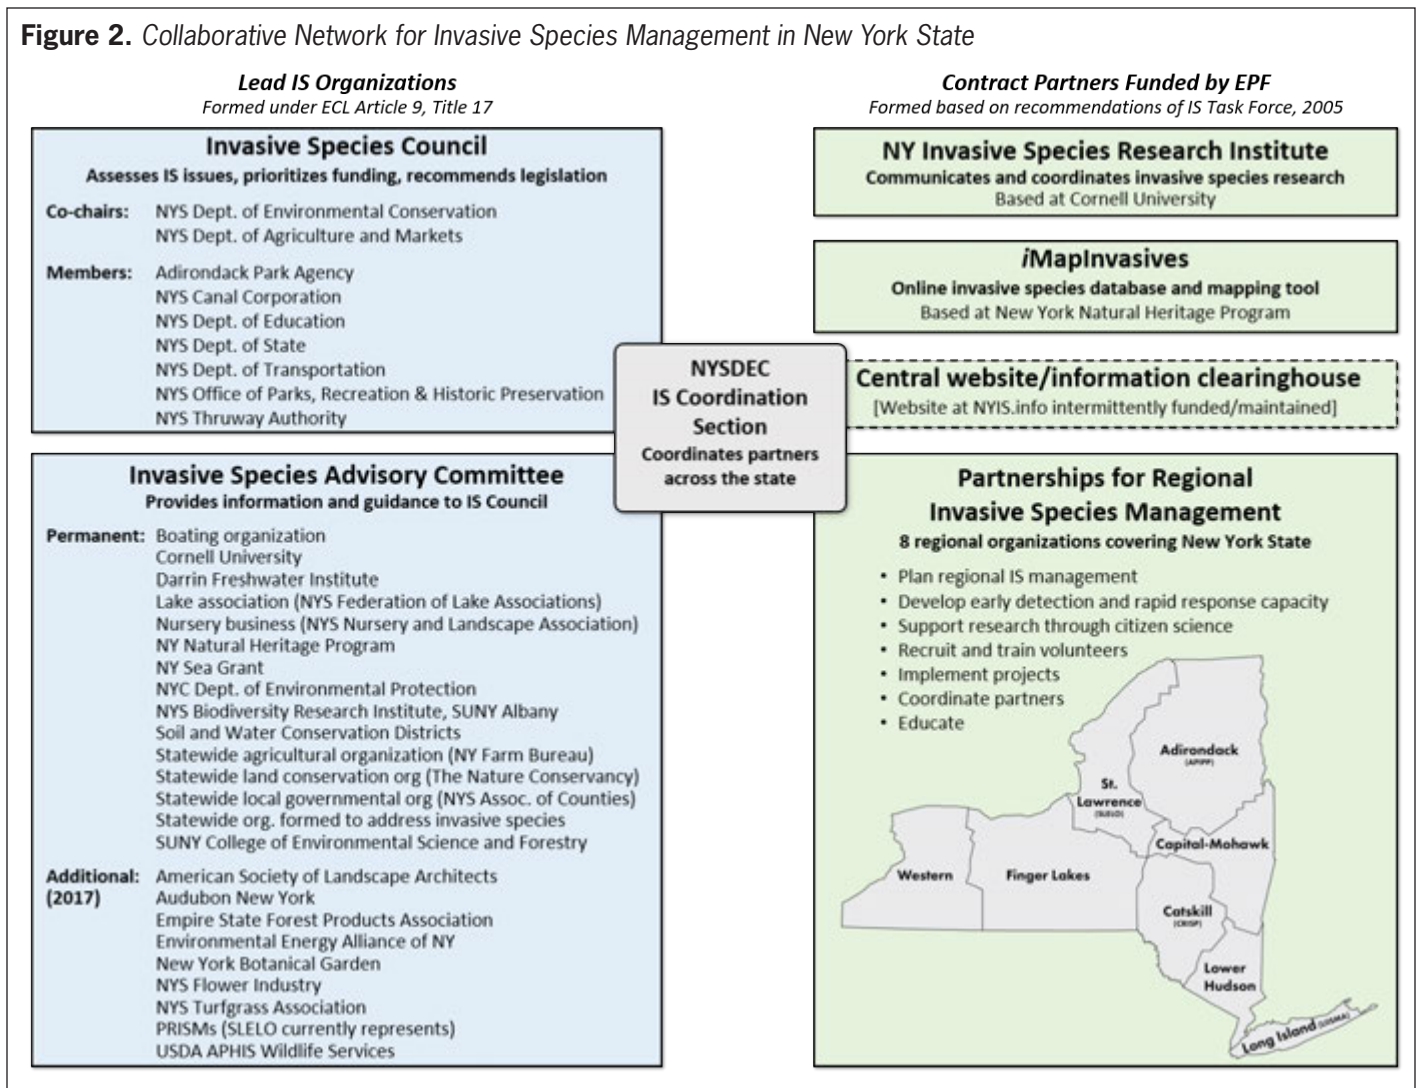 Figure 2. Collaborative Network for Invasive Species Management in New York State
Lead IS Organizations
Formed under ECL Article 9, Title 17
Invasive Species Council
Assesses IS issues, prioritizes funding, recommends legislation
Co-chairs: NYS Dept. of Environmental Conservation
NYS Dept. of Agriculture and Markets
Members: Adirondack Park Agency
NYS Canal Corporation
NYS Dept. of Education
NYS Dept. of State
NYS Dept. of Transportation
NYS Office of Parks, Recreation & Historic Preservation
NYS Thruway Authority
Invasive Species Advisory Committee
Provides information and guidance to IS Council
Permanent: Boating organization
Cornell University
Darrin Freshwater Institute
Lake association (NYS Federation of Lake Associations)
Nursery business (NYS Nursery and Landscape Association)
NY Natural Heritage Program
NY Sea Grant
NYC Dept. of Environmental Protection
NYS Biodiversity Research Institute, SUNY Albany
Soil and Water Conservation Districts
Statewide agricultural organization (NY Farm Bureau)
Statewide land conservation org (The Nature Conservancy)
Statewide local governmental org (NYS Assoc. of Counties)
Statewide org. formed to address invasive species
SUNY College of Environmental Science and Forestry
Additional: American Society of Landscape Architects
(2017) Audubon New York
Empire State Forest Products Association
Environmental Energy Alliance of NY
New York Botanical Garden
NYS Flower Industry
NYS Turfgrass Association
PRISMs (SLELO currently represents)
USDA APHIS Wildlife Services
NYSDEC
IS Coordination
Section
Coordinates partners
across the state
Contract Partners Funded by EPF
Formed based on recommendations of IS Task Force, 2005
NY Invasive Species Research Institute
Communicates and coordinates invasive species research
Based at Cornell University
iMapInvasives
Online invasive species database and mapping tool
Based at New York Natural Heritage Program
Central website/information clearinghouse
[Website at NYIS.info intermittently funded/maintained]
Partnerships for Regional
Invasive Species Management
8 regional organizations covering New York State
• Plan regional IS management
• Develop early detection and rapid response capacity
• Support research through citizen science
• Recruit and train volunteers
• Implement projects
• Coordinate partners
• Educate
Adirondack
(APIPP)
St.
Lawrence
(SLELO)
Capital-Mohawk
Western
Finger Lakes
Catskill
(CRISP)
Lower
Hudson
Long Island (LISMA)